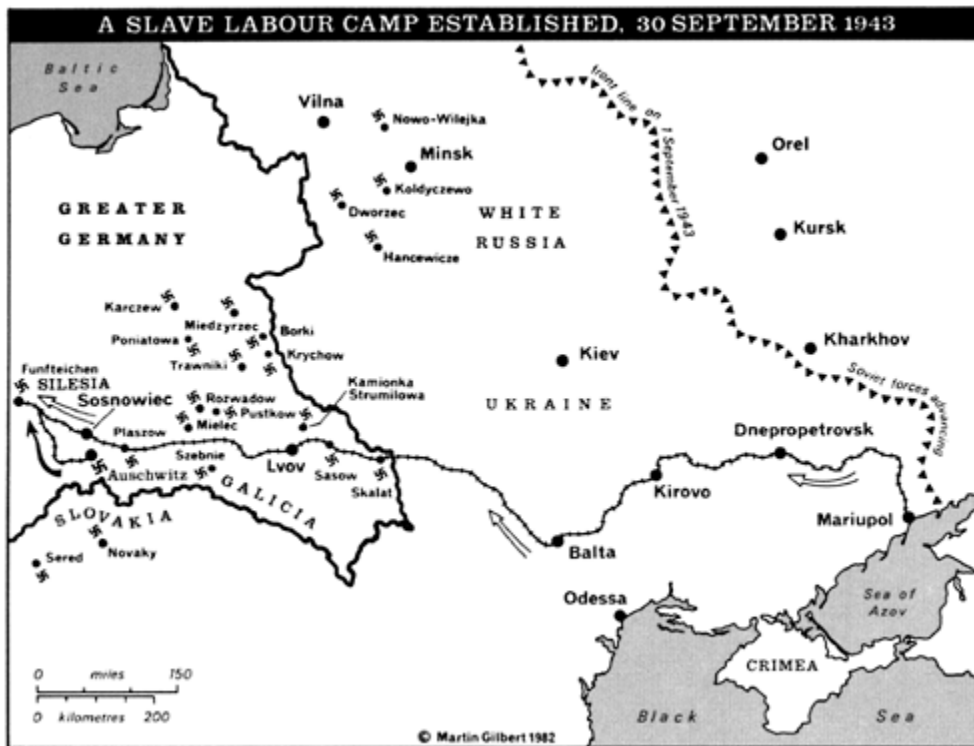 A SLAVE LABOUR CAMP ESTABLISHED, 30 SEPTEMBER 1943
Baltic
Sea
Vilna
Nowo-Wilejka
Minsk
Koldyczewo
Dworzec
Hancewicze
WHITE
RUSSIA
front line on 1 September 1943
Orel
Kursk
Kharkhov
Soviet forces advancing
GREATER
GERMANY
Karczew
Miedzyrzec
Poniatowa
Borki
Trawniki
Krychow
Kiev
UKRAINE
Funfteichen
SILESIA
Sosnowiec
Rozwadow
Pustkow
Kamionka
Strumilowa
Plaszow
Mielec
Szebnie
Lvov
Sasow
Skalat
Auschwitz
GALICIA
SLOVAKIA
Sered
Novaky
Dnepropetrovsk
Kirovo
Mariupol
Balta
Odessa
Sea of
Azov
CRIMEA
Black
Sea
0 miles 150
0 kilometres 200
© Martin Gilbert 1982